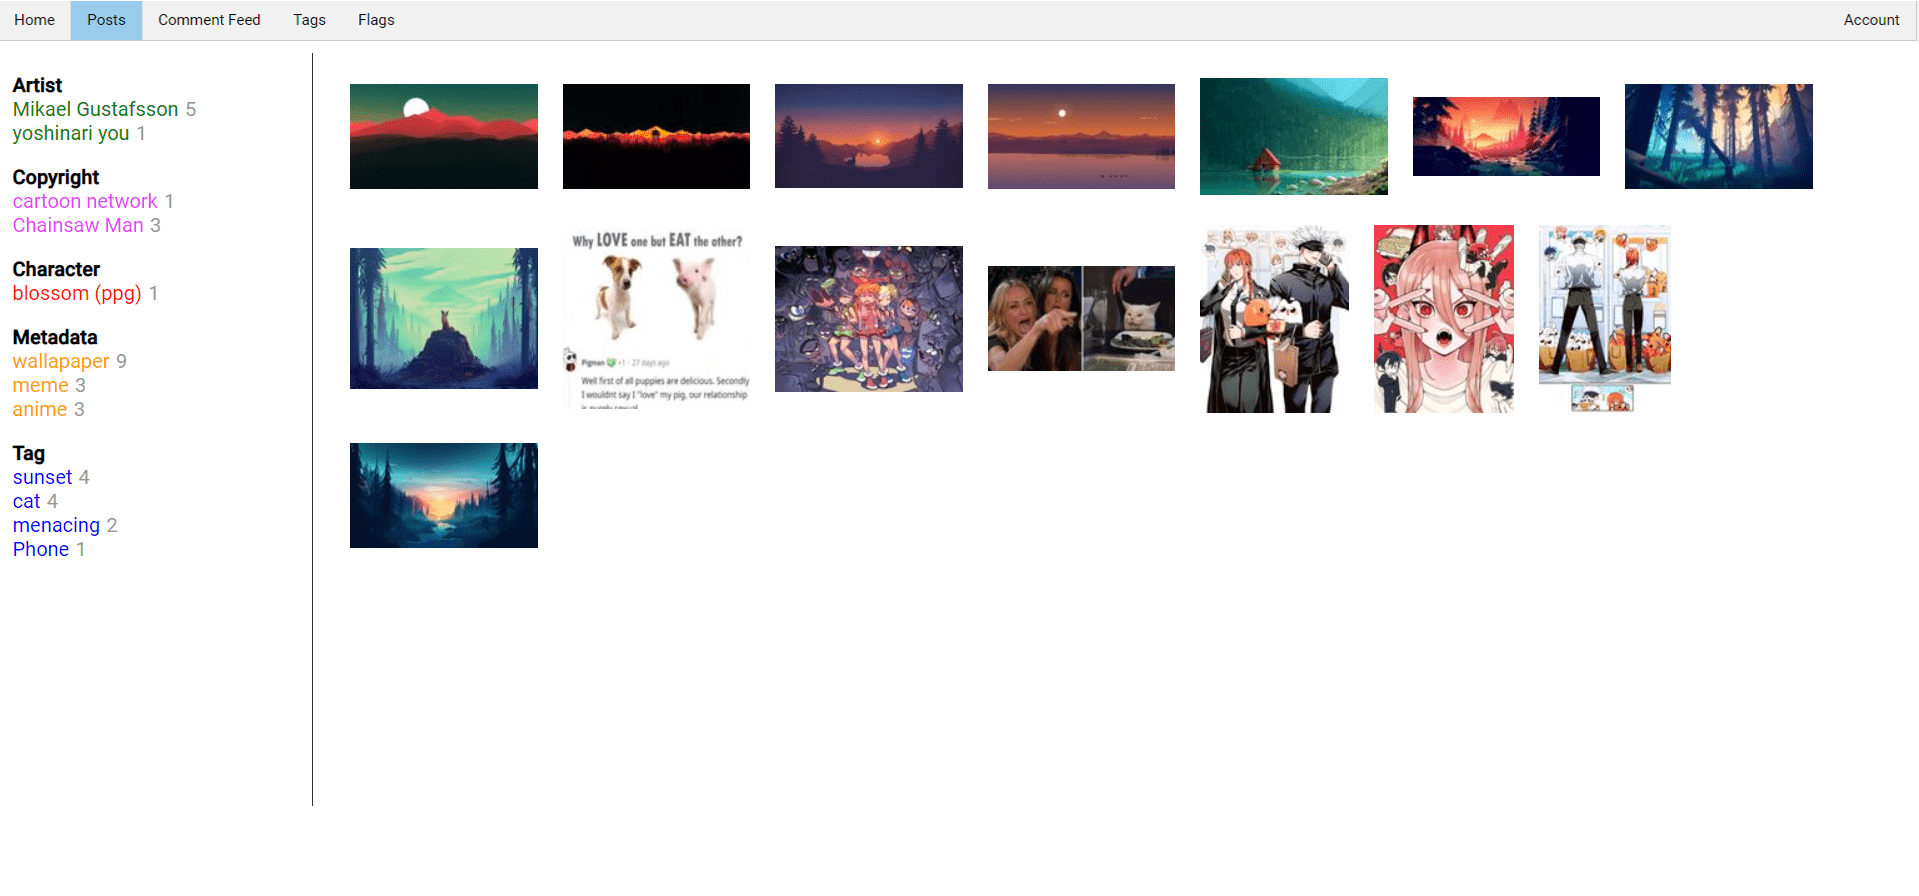 Home Posts Comment Feed Tags Flags Account
Artist
Mikael Gustafsson 5
yoshinari you 1
Copyright
cartoon network 1
Chainsaw Man 3
Character
blossom (ppg) 1
Metadata
wallapaper 9
meme 3
anime 3
Tag
sunset 4
cat 4
menacing 2
Phone 1
Why LOVE one but EAT the other?
Pigman +1 - 27 days ago
Well first of all puppies are delicious. Secondly
I wouldnt say I "love" my pig, our relationship
is purely sexual